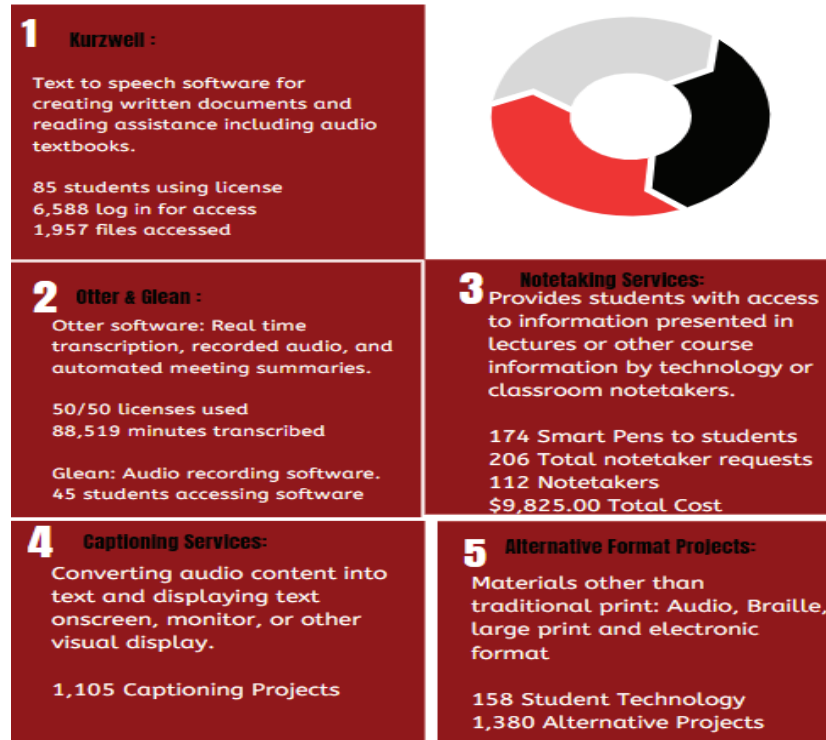 1 Kurzwell :
Text to speech software for
creating written documents and
reading assistance including audio
textbooks.
85 students using license
6,588 log in for access
1,957 files accessed
2 Otter & Glean :
Otter software: Real time
transcription, recorded audio, and
automated meeting summaries.
50/50 licenses used
88,519 minutes transcribed
Glean: Audio recording software.
45 students accessing software
3 Notetaking Services:
Provides students with access
to information presented in
lectures or other course
information by technology or
classroom notetakers.
174 Smart Pens to students
206 Total notetaker requests
112 Notetakers
$9,825.00 Total Cost
4 Captioning Services:
Converting audio content into
text and displaying text
onscreen, monitor, or other
visual display.
1,105 Captioning Projects
5 Alternative Format Projects:
Materials other than
traditional print: Audio, Braille,
large print and electronic
format
158 Student Technology
1,380 Alternative Projects